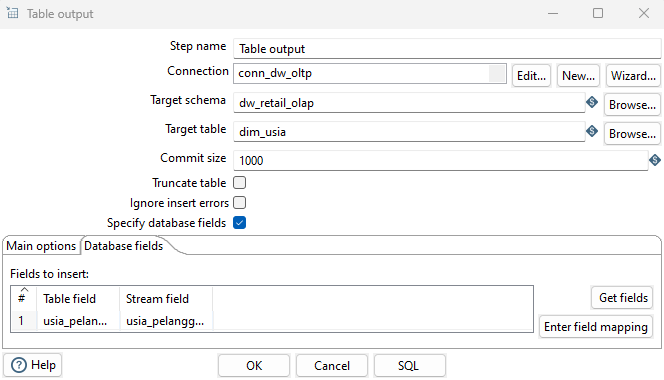 Table output
Step name Table output
Connection conn_dw_oltp Edit... New... Wizard...
Target schema dw_retail_olap Browse...
Target table dim_usia Browse...
Commit size 1000
Truncate table
Ignore insert errors
Specify database fields
Main options Database fields
Fields to insert:
# Table field Stream field
1 usia_pelan... usia_pelangg...
Get fields
Enter field mapping
Help OK Cancel SQL